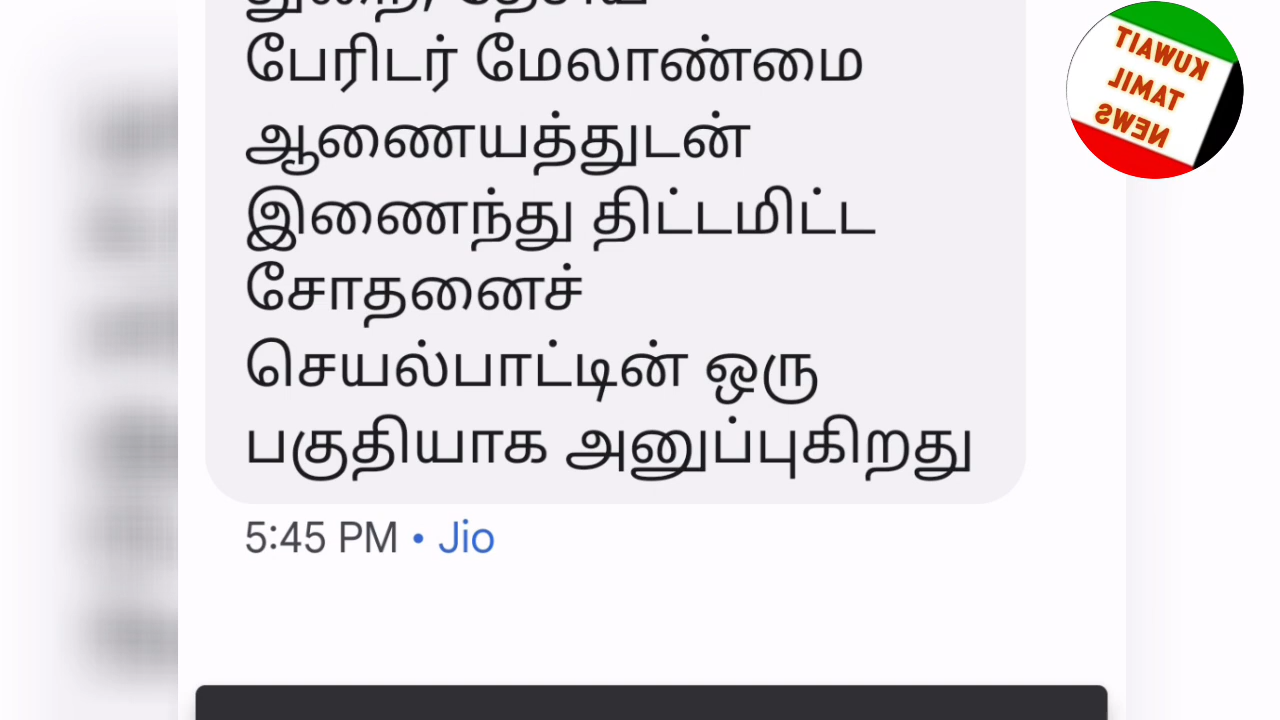 துறை, தேசிய
பேரிடர் மேலாண்மை
ஆணையத்துடன்
இணைந்து திட்டமிட்ட
சோதனைச்
செயல்பாட்டின் ஒரு
பகுதியாக அனுப்புகிறது
5:45 PM • Jio
KUWAIT
TAMIL
NEWS